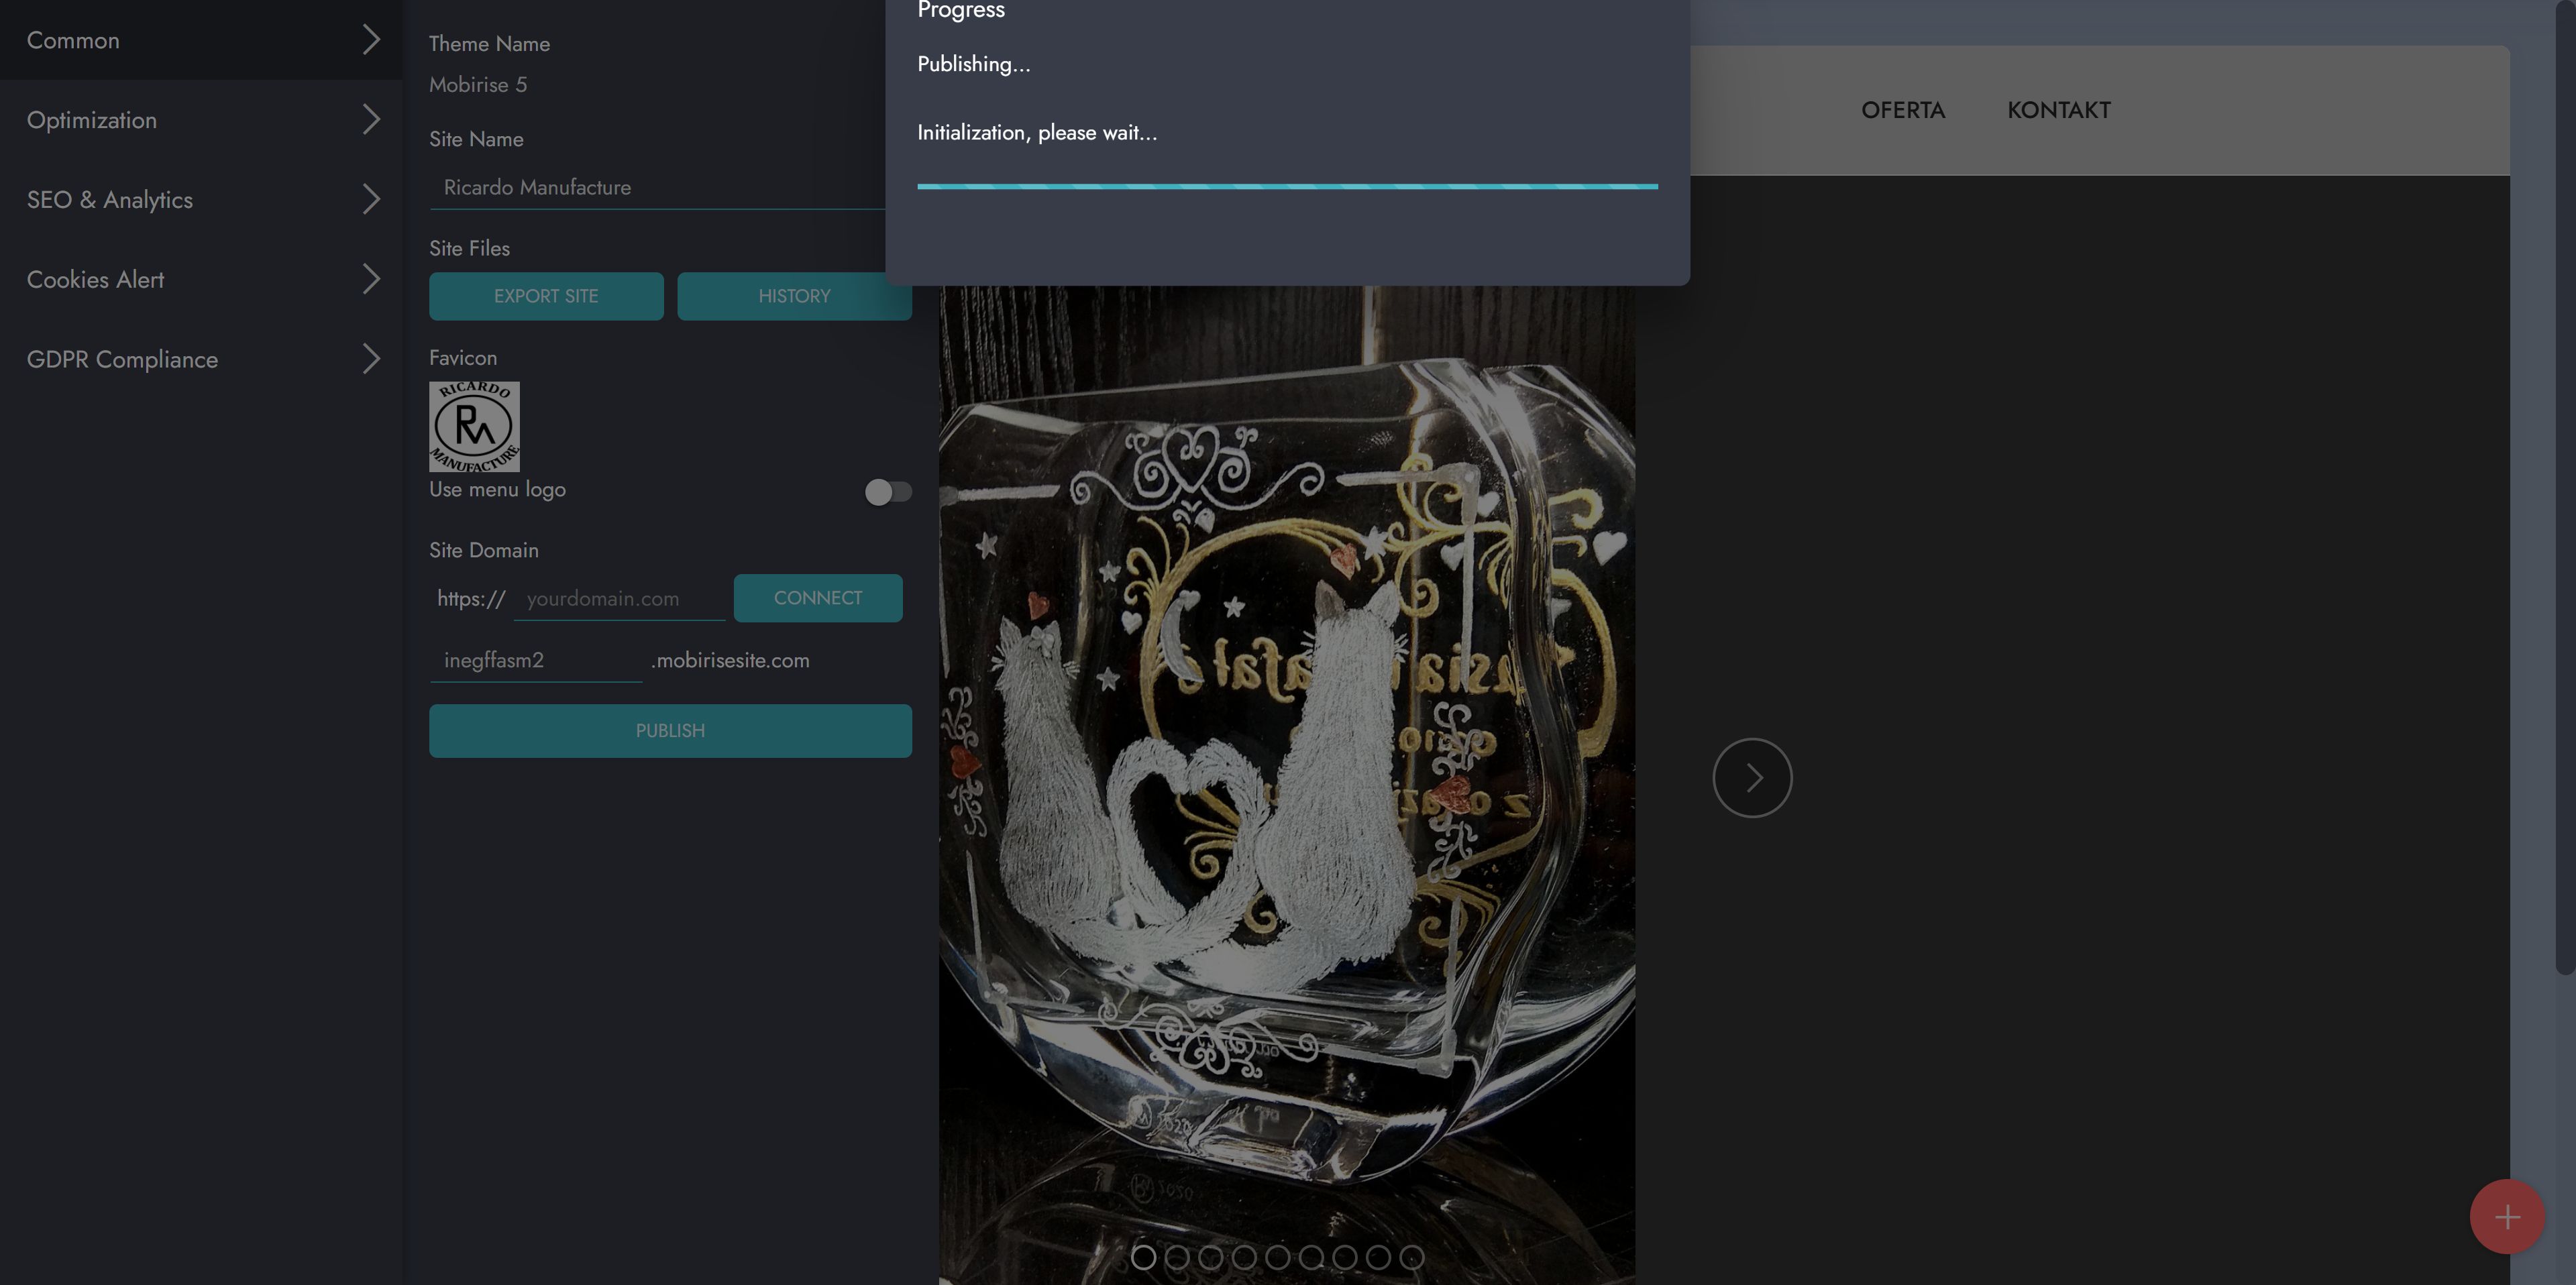 Common
Optimization
SEO & Analytics
Cookies Alert
GDPR Compliance
Theme Name
Mobirise 5
Site Name
Ricardo Manufacture
Site Files
EXPORT SITE
HISTORY
Favicon
RICARDO
RM
MANUFACTURE
Use menu logo
Site Domain
https://
yourdomain.com
CONNECT
inegffasm2
.mobirisesite.com
PUBLISH
Progress
Publishing...
Initialization, please wait...
OFERTA
KONTAKT
2020